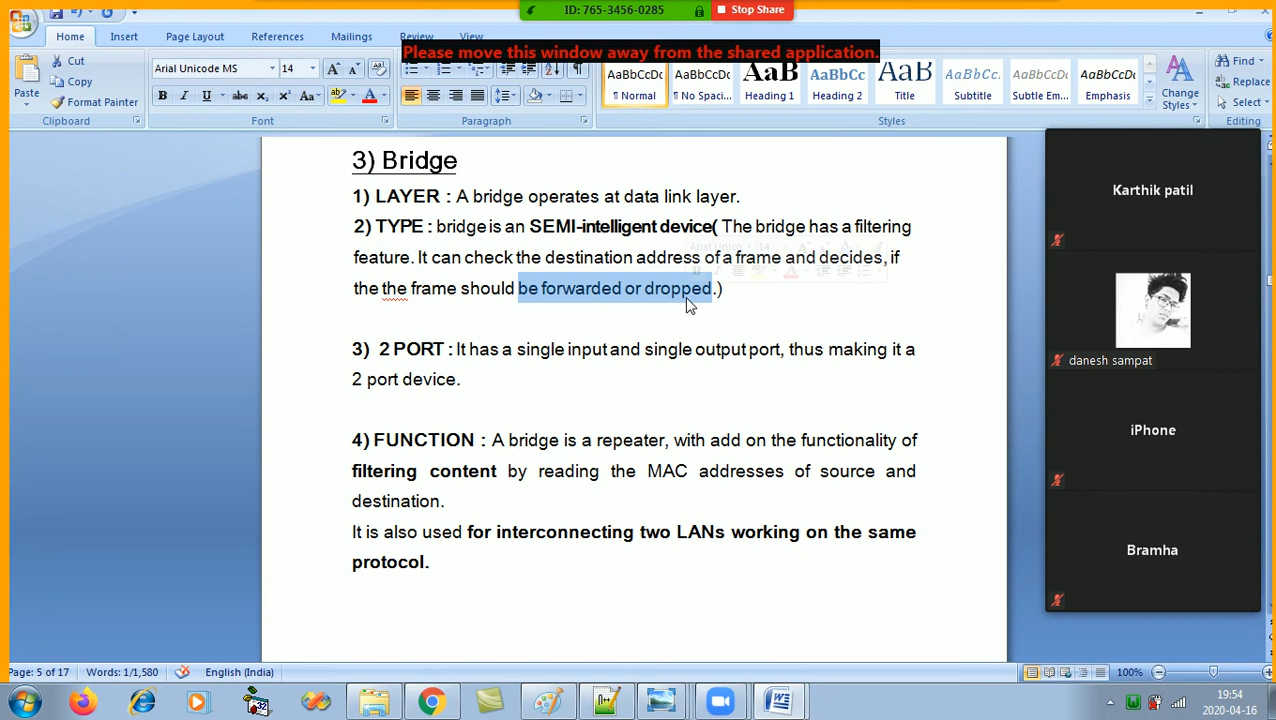 ID: 765-3456-0285
Stop Share
Home Insert Page Layout References Mailings
Please move this window away from the shared application.
Cut
Copy
Format Painter
Paste
Clipboard
Arial Unicode MS 14
B I U abc x₂ x² Aa A
Font
Paragraph
AaBbCcDc AaBbCcDc AaBb AaBbCc AaB AaBbCc. AaBbCcDc AaBbCcDc
¶ Normal ¶ No Spaci... Heading 1 Heading 2 Title Subtitle Subtle Em... Emphasis
Change
Styles
Styles
Find
Replace
Select
Editing
3) Bridge
1) LAYER : A bridge operates at data link layer.
2) TYPE : bridge is an SEMI-intelligent device( The bridge has a filtering
feature. It can check the destination address of a frame and decides, if
the the frame should be forwarded or dropped.)
3) 2 PORT : It has a single input and single output port, thus making it a
2 port device.
4) FUNCTION : A bridge is a repeater, with add on the functionality of
filtering content by reading the MAC addresses of source and
destination.
It is also used for interconnecting two LANs working on the same
protocol.
Karthik patil
danesh sampat
iPhone
Bramha
Page: 5 of 17 Words: 1/1,580 English (India) 100%
19:54
2020-04-16